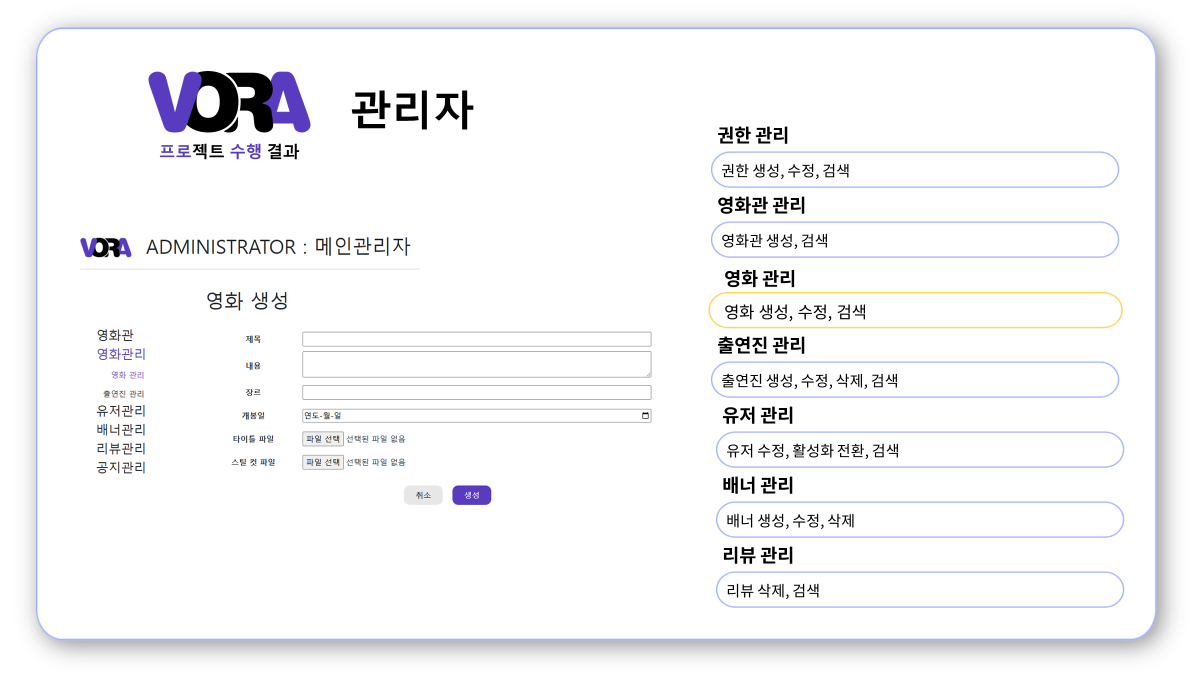 VORA
관리자
프로젝트 수행 결과
VORA ADMINISTRATOR : 메인관리자
영화 생성
영화관
영화관리
영화 관리
출연진 관리
유저관리
배너관리
리뷰관리
공지관리
제목
내용
장르
개봉일 연도-월-일
타이틀 파일 파일 선택 선택된 파일 없음
스틸 컷 파일 파일 선택 선택된 파일 없음
취소 생성
권한 관리
권한 생성, 수정, 검색
영화관 관리
영화관 생성, 검색
영화 관리
영화 생성, 수정, 검색
출연진 관리
출연진 생성, 수정, 삭제, 검색
유저 관리
유저 수정, 활성화 전환, 검색
배너 관리
배너 생성, 수정, 삭제
리뷰 관리
리뷰 삭제, 검색